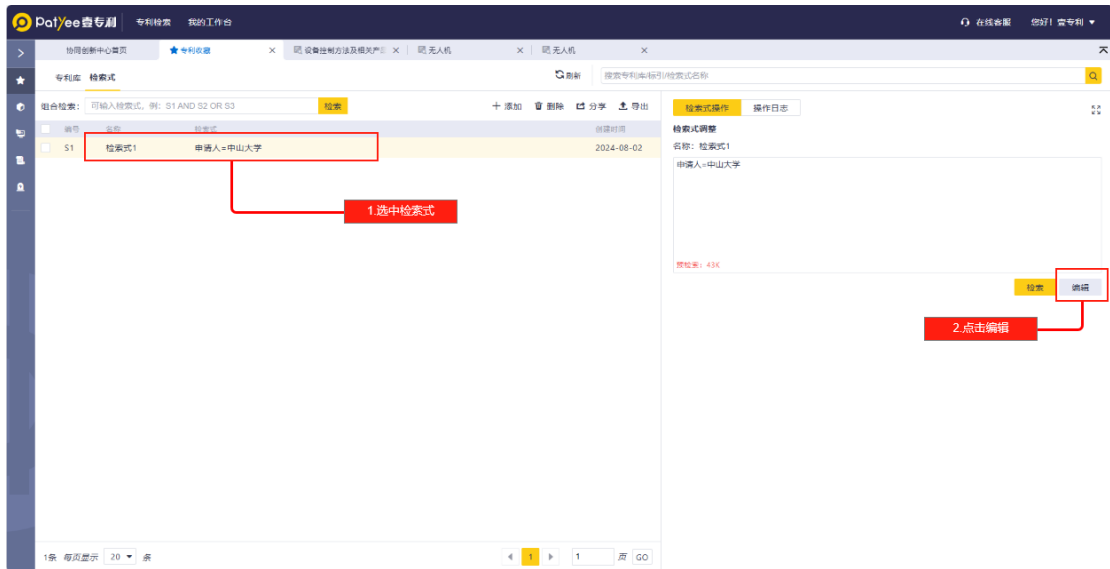 Patyee壹专利 专利检索 我的工作台 在线客服 您好！壹专利
协同创新中心首页 专利收藏 设备控制方法及相关产 无人机 无人机
专利库 检索式 刷新 搜索专利库/标引/检索式名称
组合检索： 可输入检索式，例：S1 AND S2 OR S3 检索 添加 删除 分享 导出 检索式操作 操作日志
编号 名称 检索式 创建时间 检索式调整
S1 检索式1 申请人=中山大学 2024-08-02 名称：检索式1
申请人=中山大学
1.选中检索式
预检索：43K
检索 编辑
2.点击编辑
1条 每页显示 20 条 1 1 页 GO